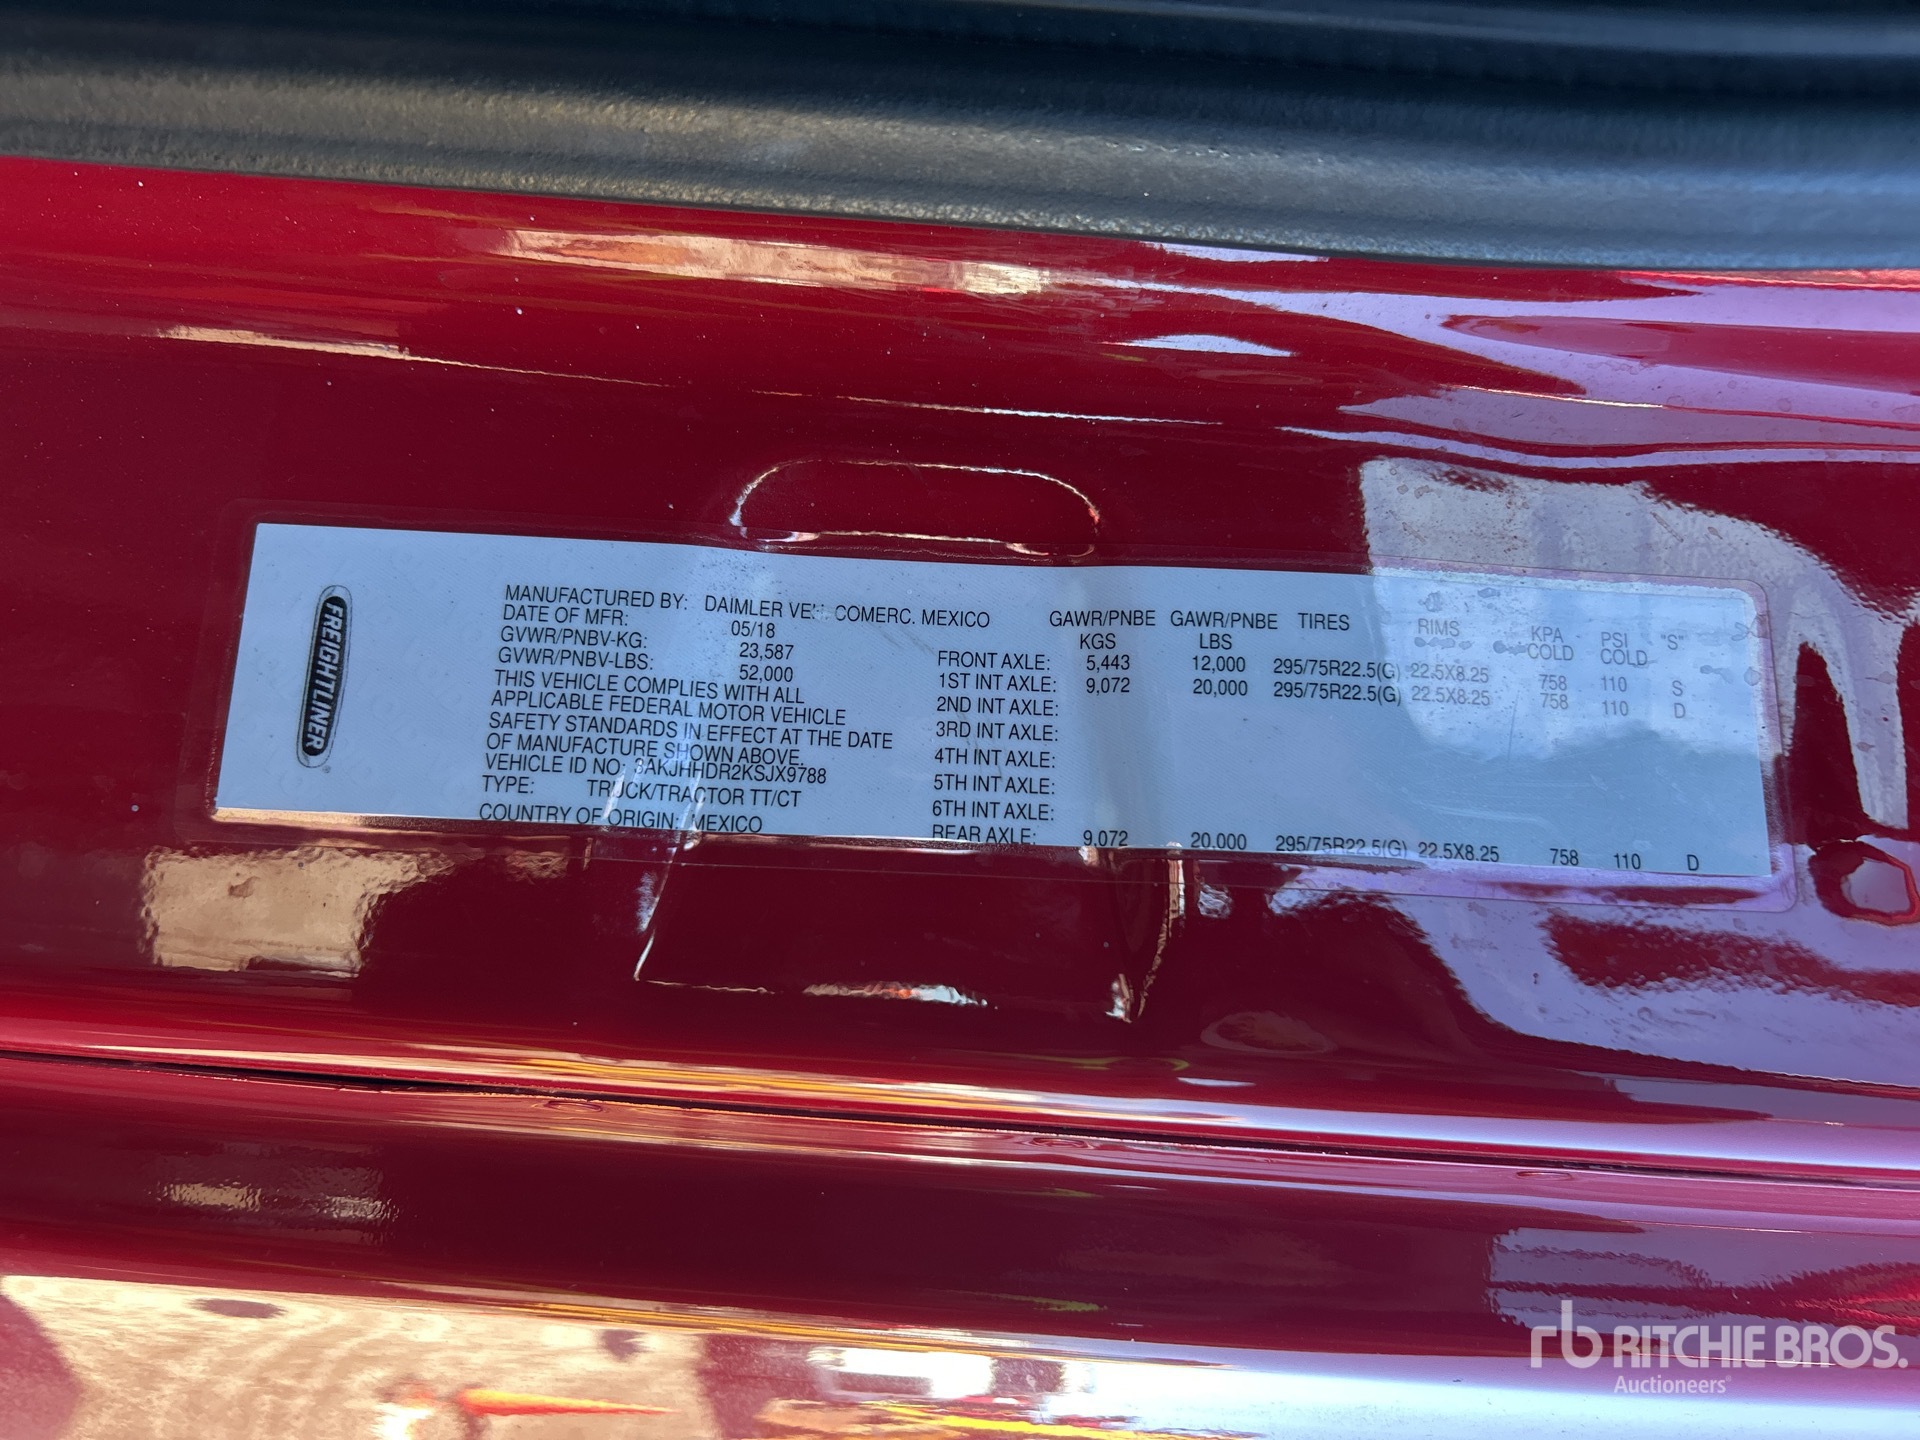 FREIGHTLINER
MANUFACTURED BY: DAIMLER VEH. COMERC. MEXICO
DATE OF MFR: 05/18
GVWR/PNBV-KG: 23,587
GVWR/PNBV-LBS: 52,000
THIS VEHICLE COMPLIES WITH ALL
APPLICABLE FEDERAL MOTOR VEHICLE
SAFETY STANDARDS IN EFFECT AT THE DATE
OF MANUFACTURE SHOWN ABOVE.
VEHICLE ID NO: 3AKJHHDR2KSJX9788
TYPE: TRUCK/TRACTOR TT/CT
COUNTRY OF ORIGIN: MEXICO
GAWR/PNBE GAWR/PNBE TIRES RIMS KPA PSI "S"
KGS LBS COLD COLD
FRONT AXLE: 5,443 12,000 295/75R22.5(G) 22.5X8.25 758 110 S
1ST INT AXLE: 9,072 20,000 295/75R22.5(G) 22.5X8.25 758 110 D
2ND INT AXLE:
3RD INT AXLE:
4TH INT AXLE:
5TH INT AXLE:
6TH INT AXLE:
REAR AXLE: 9,072 20,000 295/75R22.5(G) 22.5X8.25 758 110 D
rb RITCHIE BROS.
Auctioneers